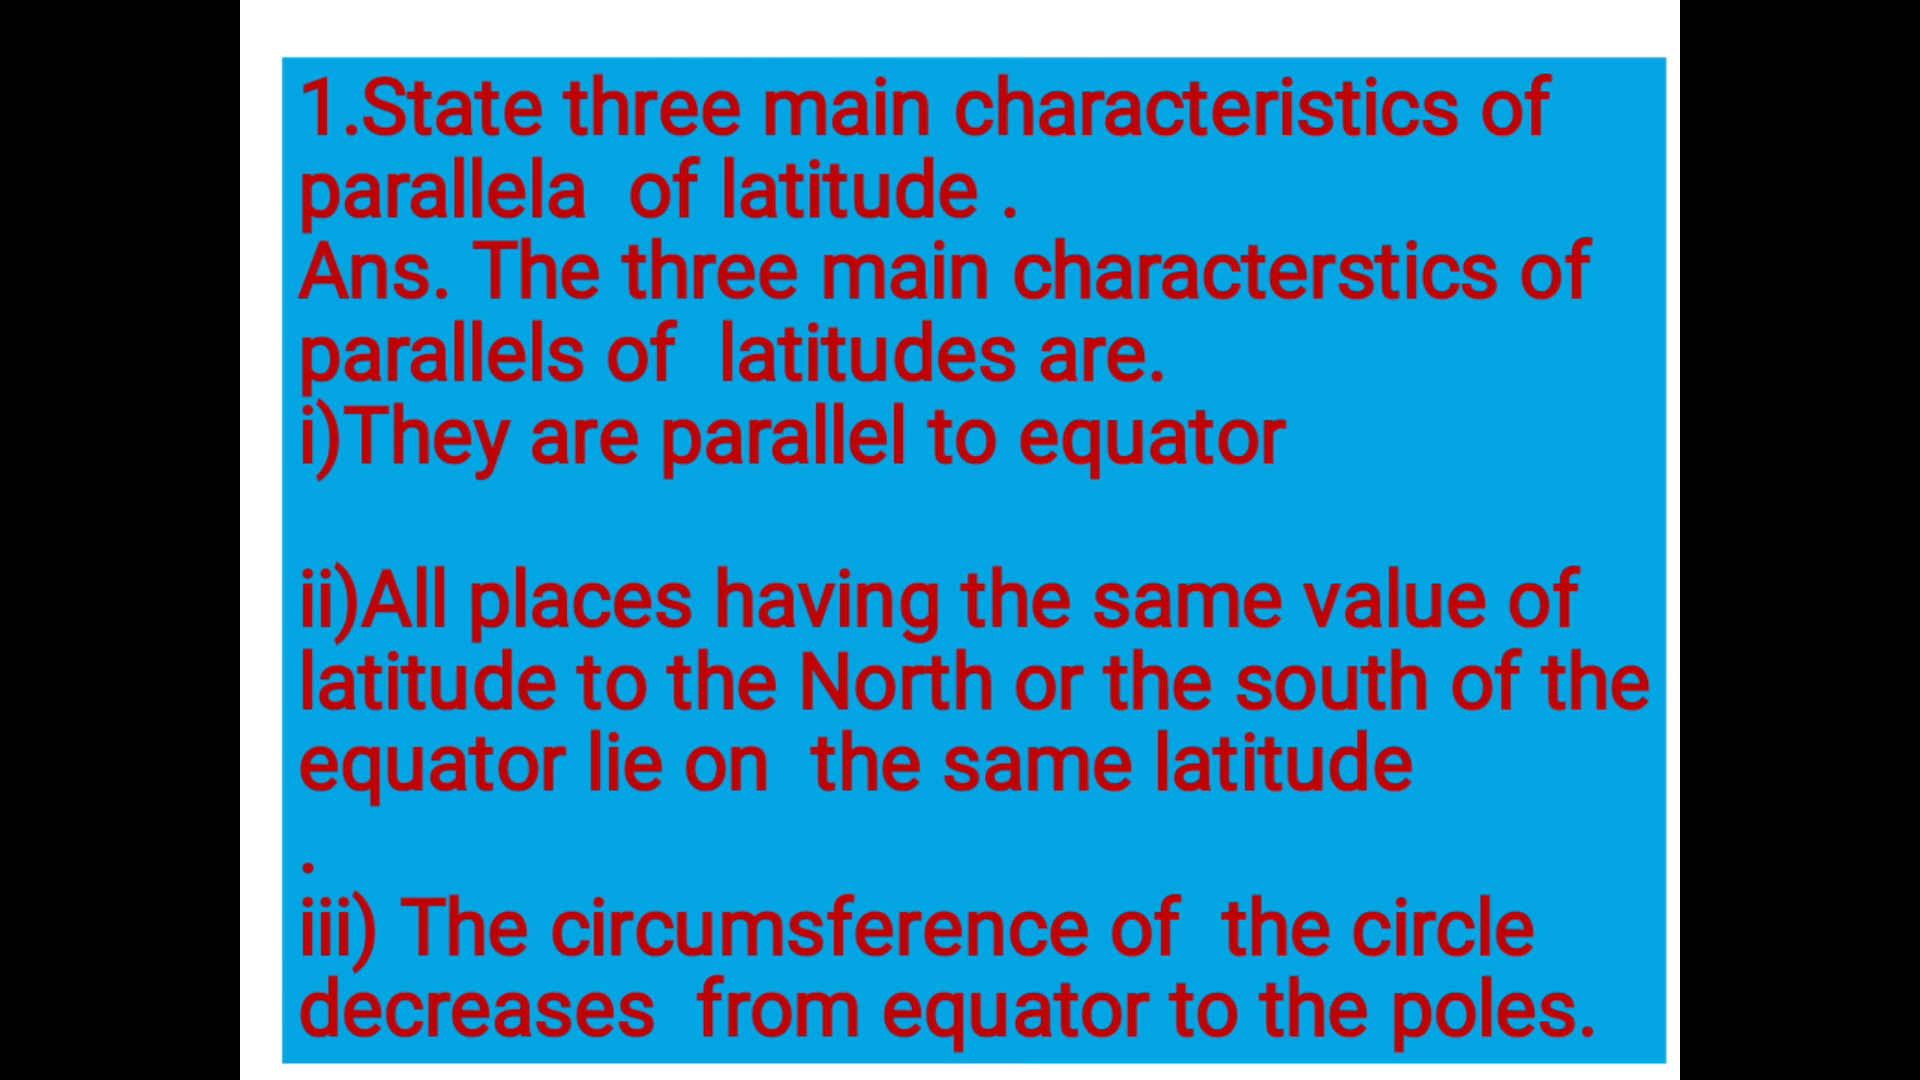 1.State three main characteristics of
parallela of latitude .
Ans. The three main characterstics of
parallels of latitudes are.
i)They are parallel to equator
ii)All places having the same value of
latitude to the North or the south of the
equator lie on the same latitude
.
iii) The circumsference of the circle
decreases from equator to the poles.